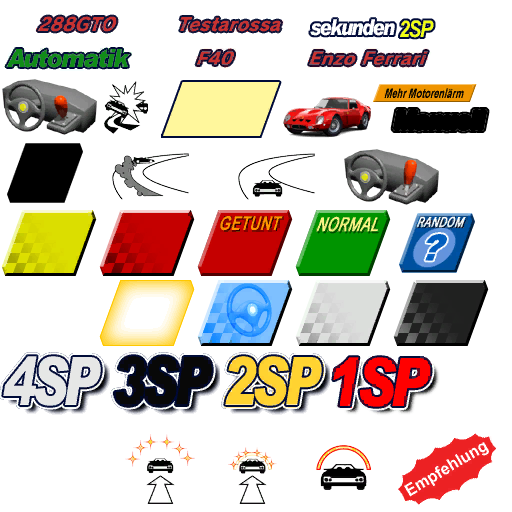 288GTO
Testarossa
sekunden 2SP
Automatik
F40
Enzo Ferrari
Mehr Motorenlärm
Manuell
GETUNT
NORMAL
RANDOM
?
4SP
3SP
2SP
1SP
Empfehlung